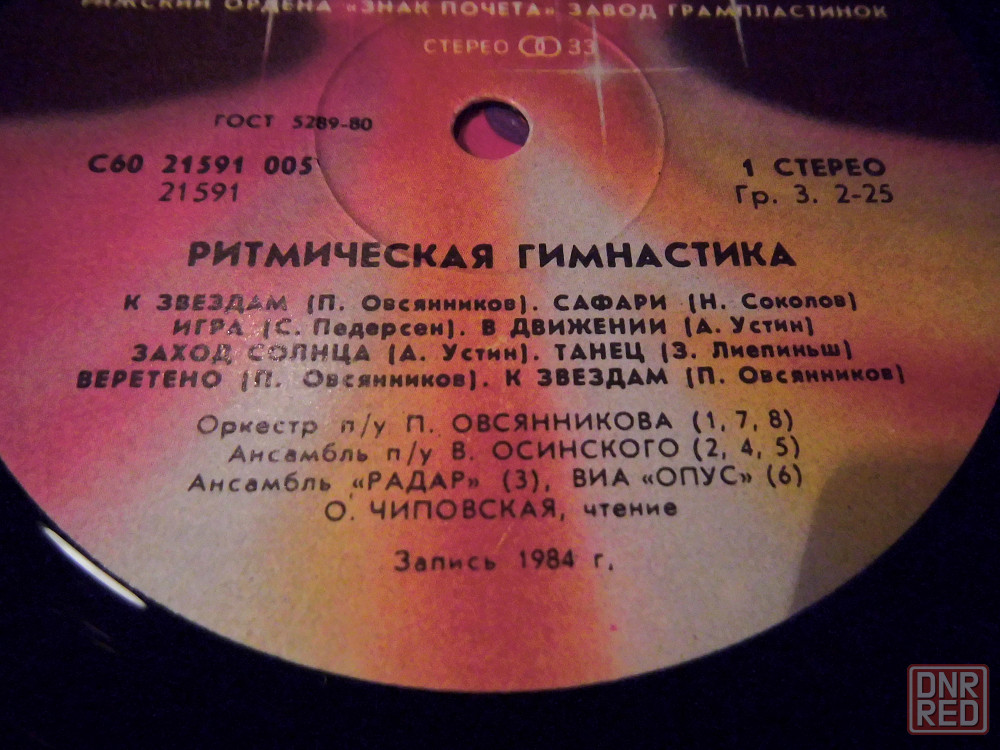 РИЖСКИЙ ОРДЕНА «ЗНАК ПОЧЕТА» ЗАВОД ГРАМПЛАСТИНОК
СТЕРЕО 33
ГОСТ 5289-80
С60 21591 005
21591
1 СТЕРЕО
Гр. 3. 2-25
РИТМИЧЕСКАЯ ГИМНАСТИКА
К ЗВЕЗДАМ (П. Овсянников). САФАРИ (Н. Соколов)
ИГРА (С. Педерсен). В ДВИЖЕНИИ (А. Устин)
ЗАХОД СОЛНЦА (А. Устин). ТАНЕЦ (З. Лиепиньш)
ВЕРЕТЕНО (П. Овсянников). К ЗВЕЗДАМ (П. Овсянников)
Оркестр п/у П. ОВСЯННИКОВА (1, 7, 8)
Ансамбль п/у В. ОСИНСКОГО (2, 4, 5)
Ансамбль «РАДАР» (3), ВИА «ОПУС» (6)
О. ЧИПОВСКАЯ, чтение
Запись 1984 г.
DNR
RED